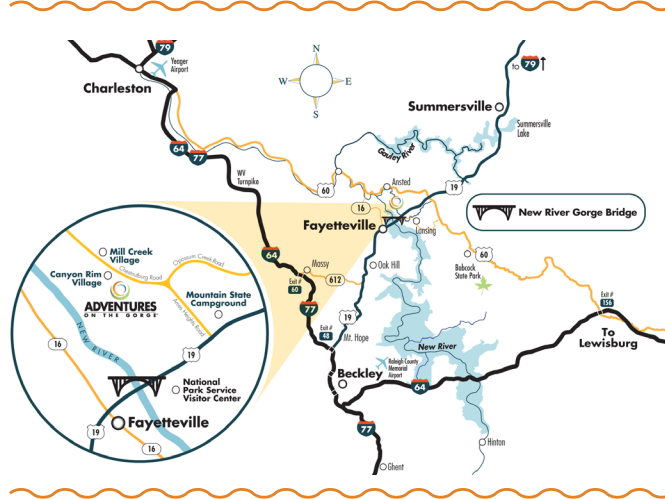 79
Yeager
Airport
Charleston
N
W
E
S
to 79
Summersville
Summersville
Lake
64
77
Gauley River
WV
Turnpike
60
Ansted
19
16
Fayetteville
Lansing
New River Gorge Bridge
64
Mossy
Oak Hill
60
Babcock
State Park
Exit #
60
612
77
19
Exit #
156
To
Lewisburg
Exit #
48
Mt. Hope
New River
Beckley
Raleigh County
Memorial
Airport
64
77
Hinton
Ghent
Mill Creek
Village
Opossum Creek Road
Canyon Rim
Village
Chestnutburg Road
ADVENTURES
ON THE GORGE
Mountain State
Campground
Ames Heights Road
16
NEW RIVER
19
National
Park Service
Visitor Center
Fayetteville
19
16